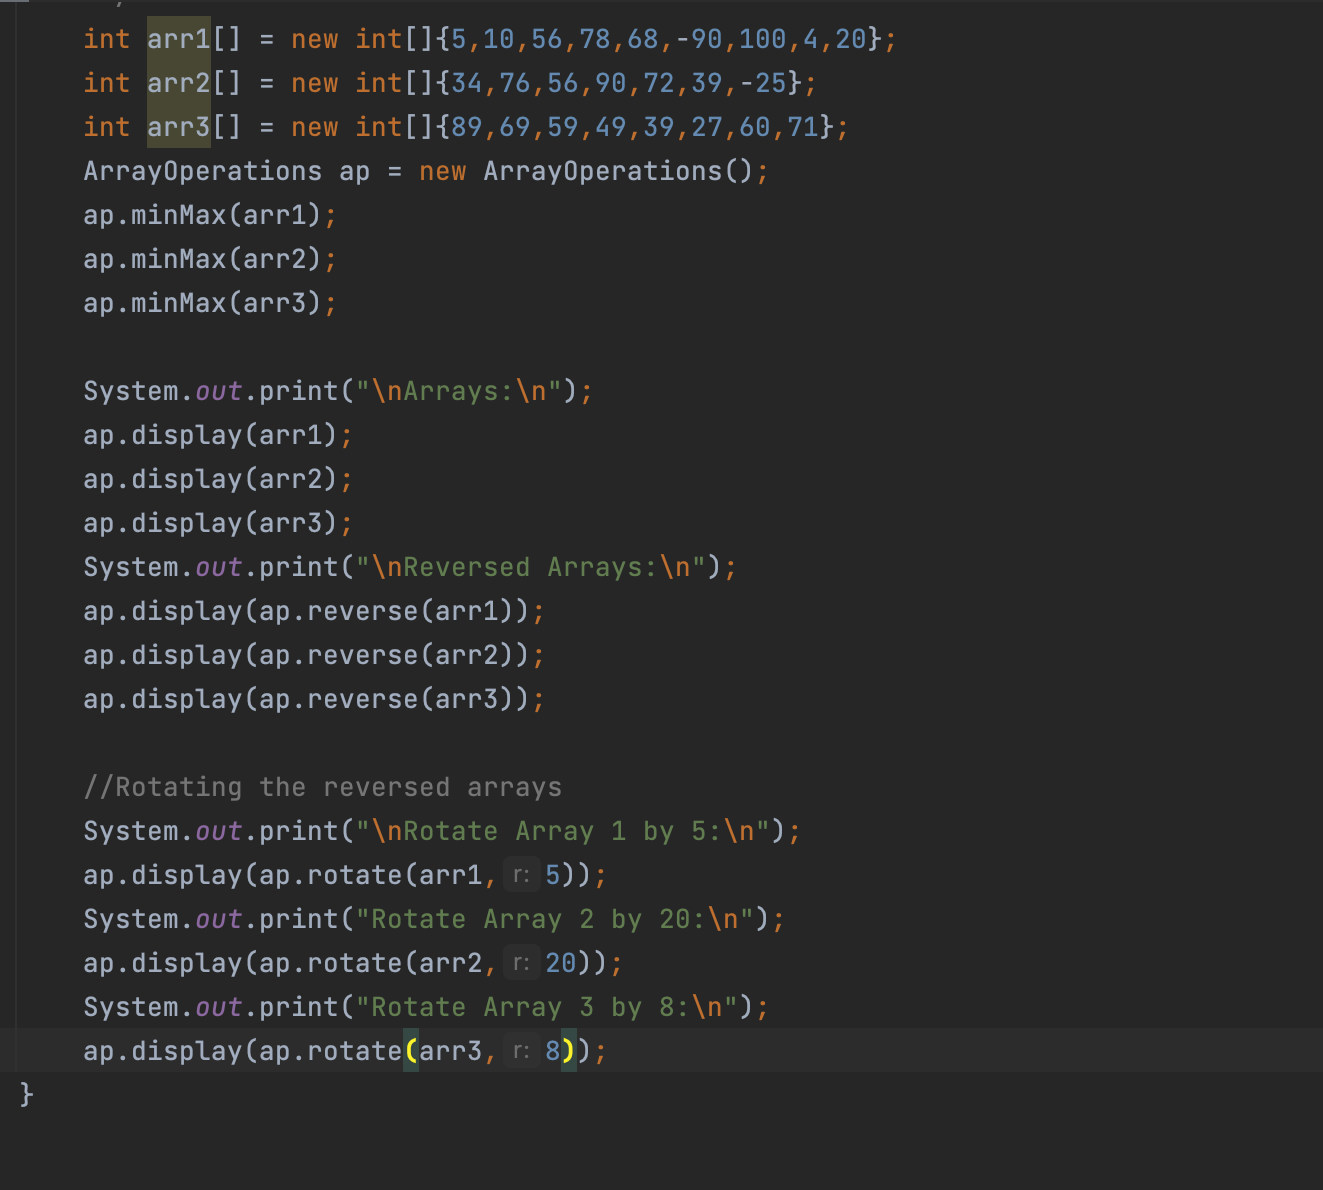 int arr1[] = new int[]{5,10,56,78,68,-90,100,4,20};
int arr2[] = new int[]{34,76,56,90,72,39,-25};
int arr3[] = new int[]{89,69,59,49,39,27,60,71};
ArrayOperations ap = new ArrayOperations();
ap.minMax(arr1);
ap.minMax(arr2);
ap.minMax(arr3);
System.out.print("\nArrays:\n");
ap.display(arr1);
ap.display(arr2);
ap.display(arr3);
System.out.print("\nReversed Arrays:\n");
ap.display(ap.reverse(arr1));
ap.display(ap.reverse(arr2));
ap.display(ap.reverse(arr3));
//Rotating the reversed arrays
System.out.print("\nRotate Array 1 by 5:\n");
ap.display(ap.rotate(arr1, r: 5));
System.out.print("Rotate Array 2 by 20:\n");
ap.display(ap.rotate(arr2, r: 20));
System.out.print("Rotate Array 3 by 8:\n");
ap.display(ap.rotate(arr3, r: 8));
}